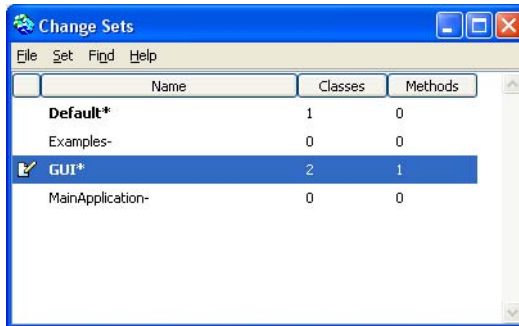 Change Sets
File Set Find Help
Name Classes Methods
Default* 1 0
Examples- 0 0
GUI* 2 1
MainApplication- 0 0